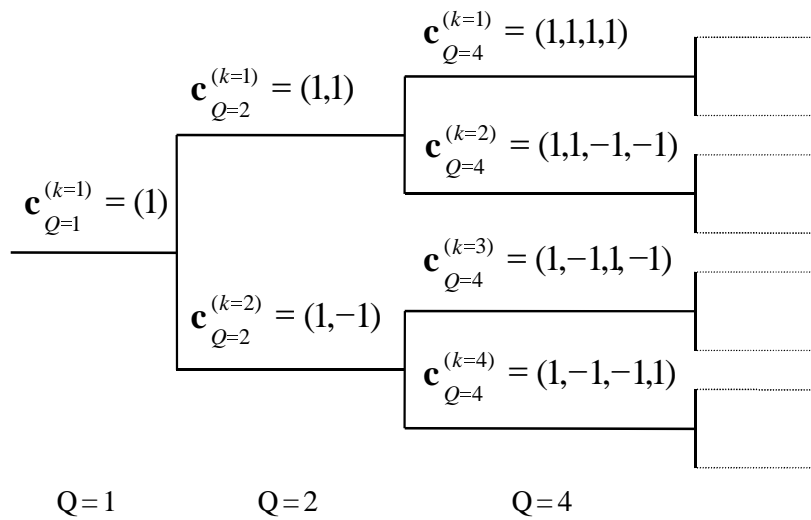 c_{Q=4}^{(k=1)} = (1,1,1,1)
c_{Q=2}^{(k=1)} = (1,1)
c_{Q=4}^{(k=2)} = (1,1,−1,−1)
c_{Q=1}^{(k=1)} = (1)
c_{Q=4}^{(k=3)} = (1,−1,1,−1)
c_{Q=2}^{(k=2)} = (1,−1)
c_{Q=4}^{(k=4)} = (1,−1,−1,1)
Q = 1 Q = 2 Q = 4